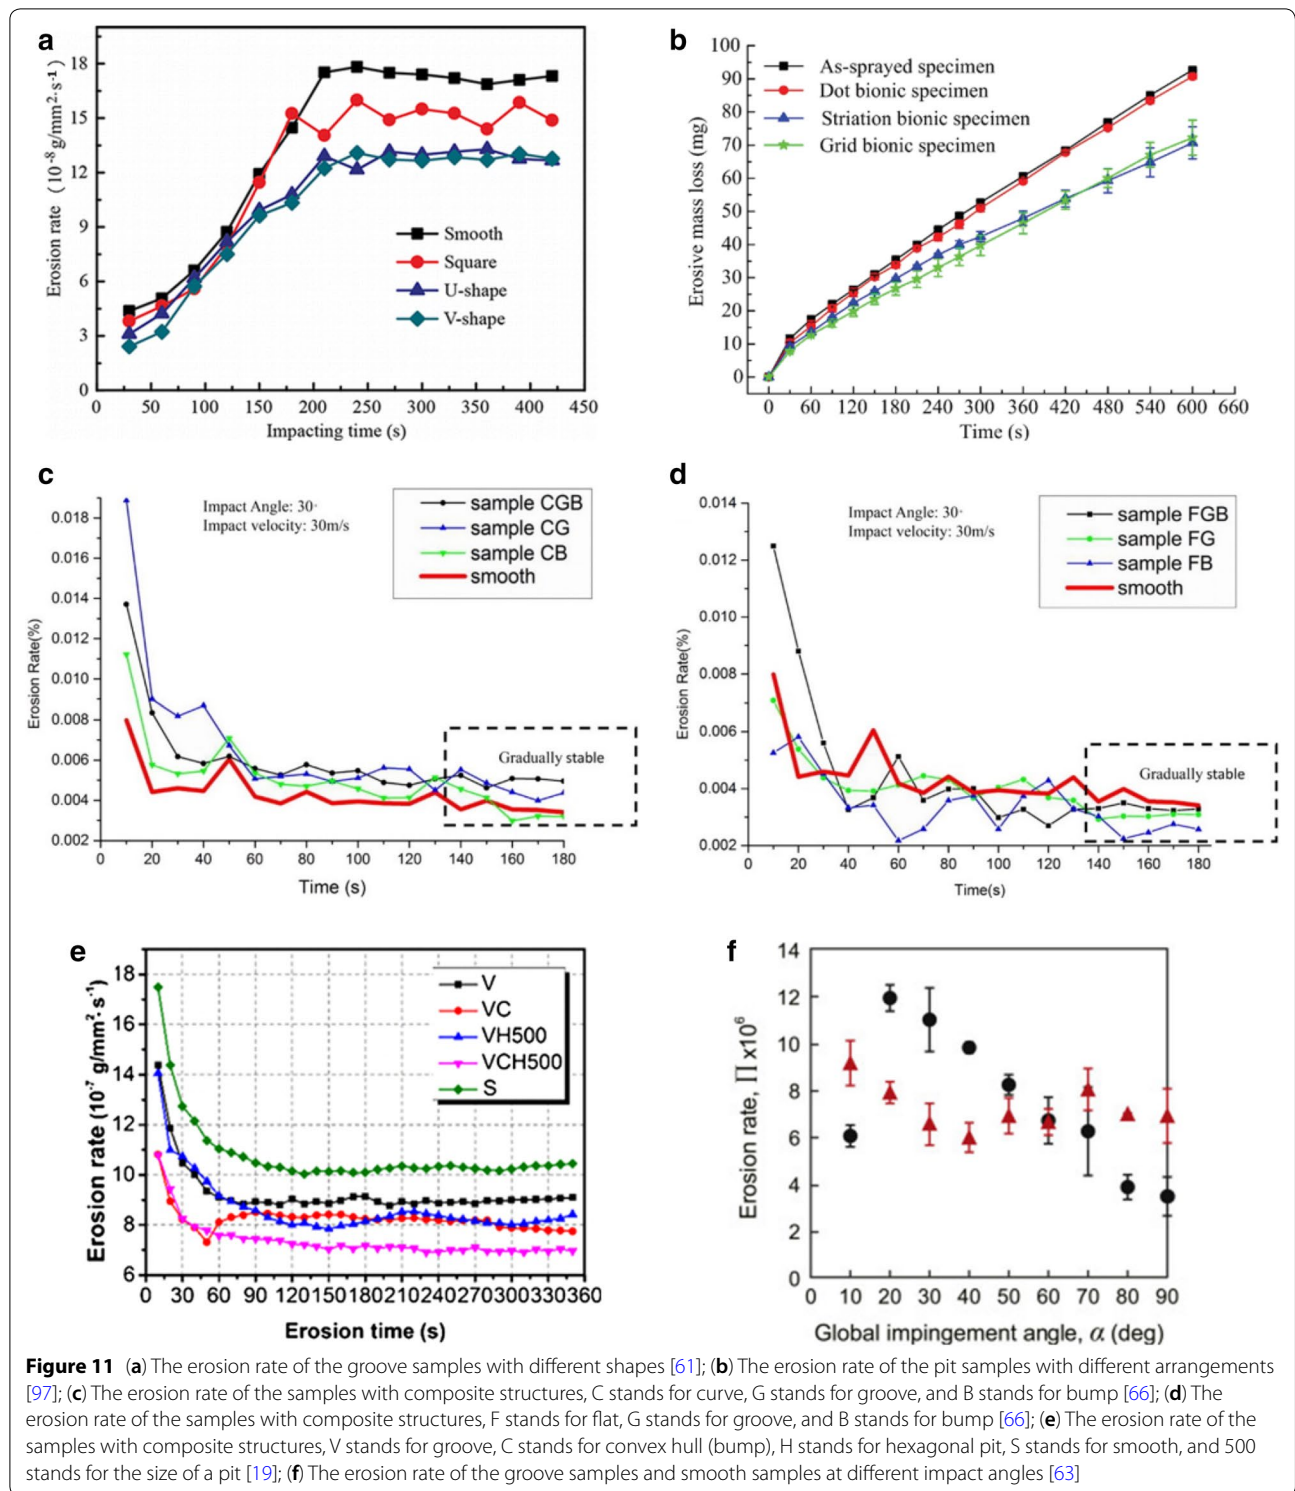 a
Erosion rate (10⁻⁸ g/mm²·s⁻¹)
18
15
12
9
6
3
0
Smooth
Square
U-shape
V-shape
0 50 100 150 200 250 300 350 400 450
Impacting time (s)
b
Erosive mass loss (mg)
100
90
80
70
60
50
40
30
20
10
0
As-sprayed specimen
Dot bionic specimen
Striation bionic specimen
Grid bionic specimen
0 60 120 180 240 300 360 420 480 540 600 660
Time (s)
c
Erosion Rate(%)
0.018
0.016
0.014
0.012
0.010
0.008
0.006
0.004
0.002
Impact Angle: 30·
Impact velocity: 30m/s
sample CGB
sample CG
sample CB
smooth
Gradually stable
0 20 40 60 80 100 120 140 160 180
Time (s)
d
Erosion Rate(%)
0.014
0.012
0.010
0.008
0.006
0.004
0.002
Impact Angle: 30·
Impact velocity: 30m/s
sample FGB
sample FG
sample FB
smooth
Gradually stable
0 20 40 60 80 100 120 140 160 180
Time(s)
e
Erosion rate (10⁻⁷ g/mm²·s⁻¹)
18
16
14
12
10
8
6
V
VC
VH500
VCH500
S
0 30 60 90 120 150 180 210 240 270 300 330 360
Erosion time (s)
f
Erosion rate, Π x10⁶
14
12
10
8
6
4
2
0
0 10 20 30 40 50 60 70 80 90
Global impingement angle, α (deg)
Figure 11 (a) The erosion rate of the groove samples with different shapes [61]; (b) The erosion rate of the pit samples with different arrangements
[97]; (c) The erosion rate of the samples with composite structures, C stands for curve, G stands for groove, and B stands for bump [66]; (d) The
erosion rate of the samples with composite structures, F stands for flat, G stands for groove, and B stands for bump [66]; (e) The erosion rate of the
samples with composite structures, V stands for groove, C stands for convex hull (bump), H stands for hexagonal pit, S stands for smooth, and 500
stands for the size of a pit [19]; (f) The erosion rate of the groove samples and smooth samples at different impact angles [63]